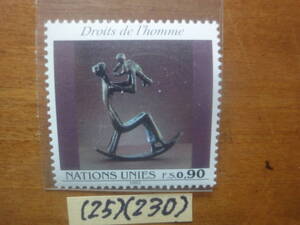 Droits de l'homme
NATIONS UNIES F.S.0,90
(25)(230)